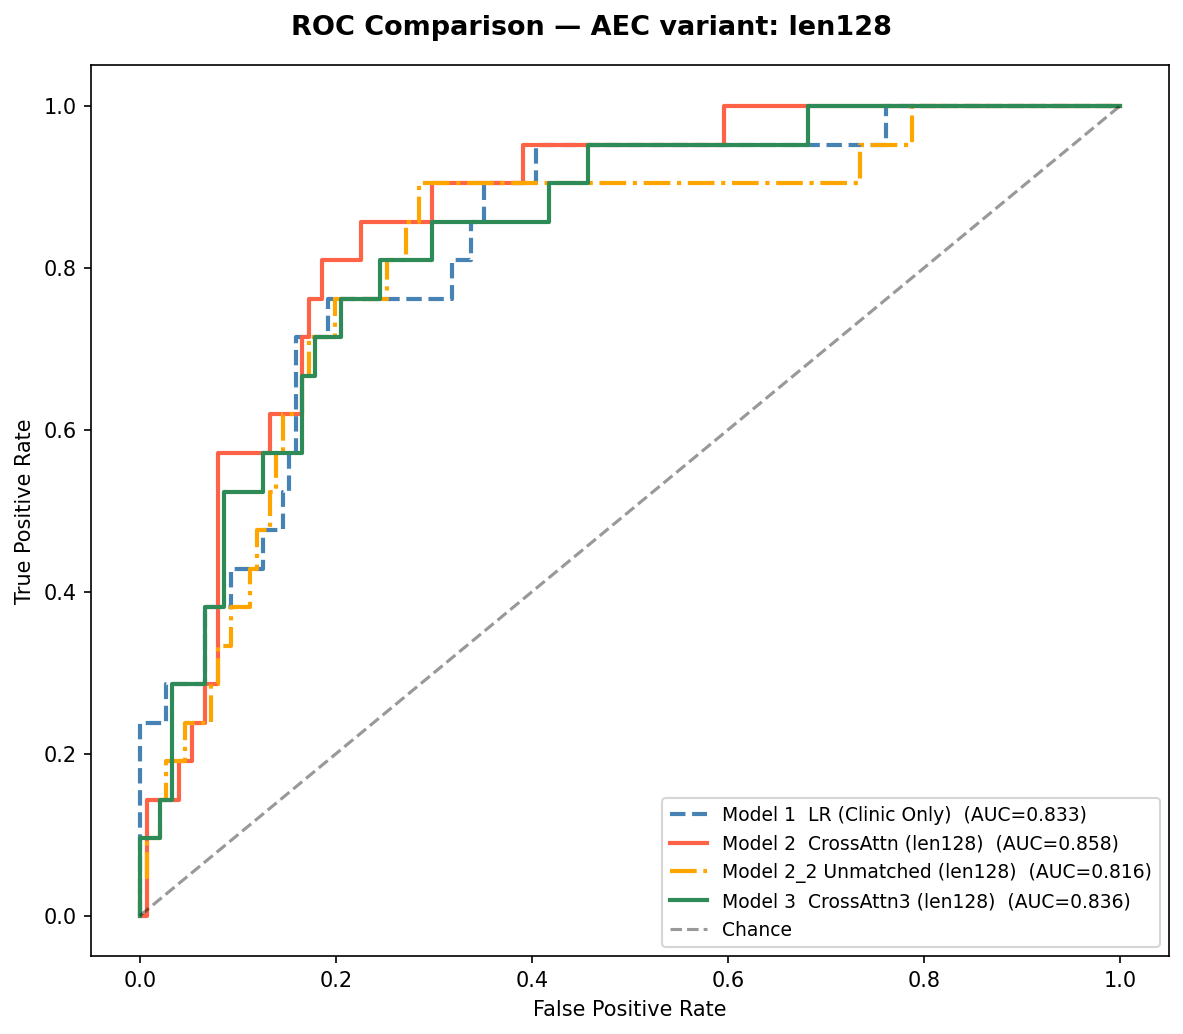 ROC Comparison — AEC variant: len128
1.0
0.8
0.6
0.4
0.2
0.0
True Positive Rate
Model 1  LR (Clinic Only)  (AUC=0.833)
Model 2  CrossAttn (len128)  (AUC=0.858)
Model 2_2 Unmatched (len128)  (AUC=0.816)
Model 3  CrossAttn3 (len128)  (AUC=0.836)
Chance
0.0 0.2 0.4 0.6 0.8 1.0
False Positive Rate